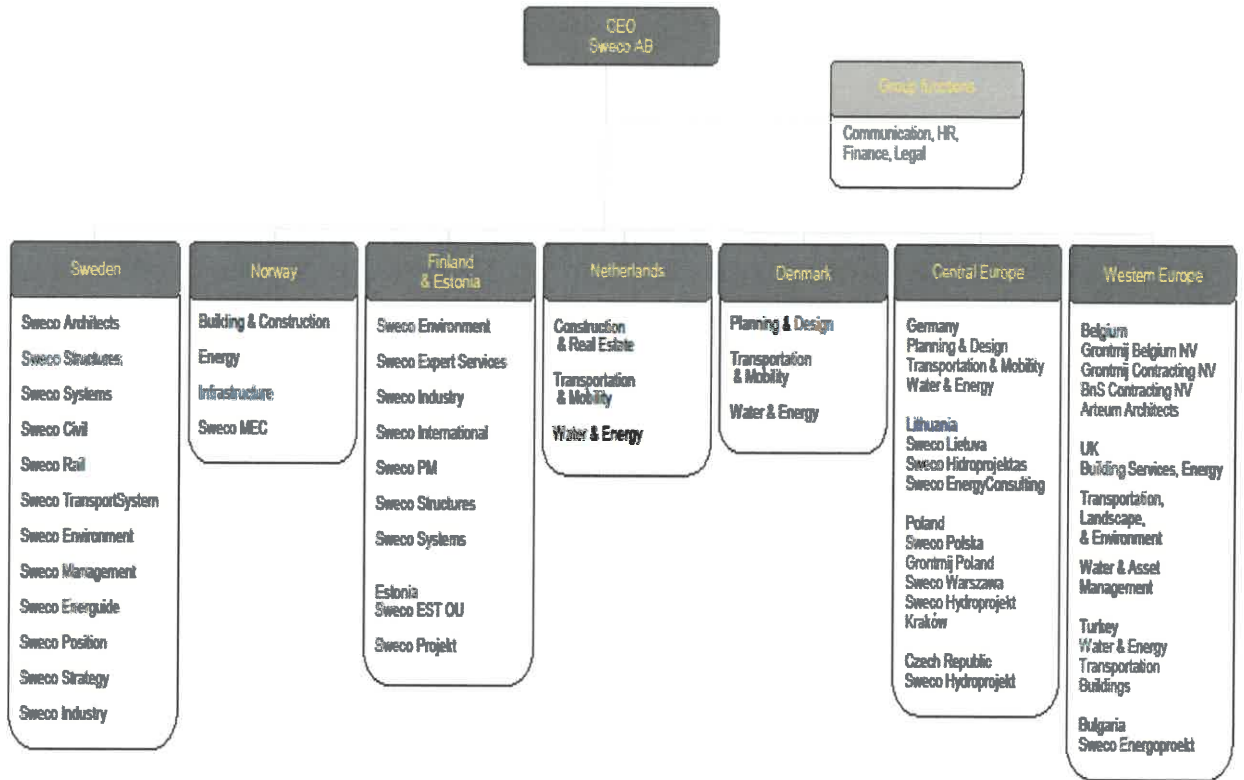 CEO
Sweco AB
Group functions
Communication, HR,
Finance, Legal
Sweden
Sweco Architects
Sweco Structures
Sweco Systems
Sweco Civil
Sweco Rail
Sweco TransportSystem
Sweco Environment
Sweco Management
Sweco Energuide
Sweco Position
Sweco Strategy
Sweco Industry
Norway
Building & Construction
Energy
Infrastructure
Sweco MEC
Finland
& Estonia
Sweco Environment
Sweco Expert Services
Sweco Industry
Sweco International
Sweco PM
Sweco Structures
Sweco Systems
Estonia
Sweco EST OU
Sweco Projekt
Netherlands
Construction
& Real Estate
Transportation
& Mobility
Water & Energy
Denmark
Planning & Design
Transportation
& Mobility
Water & Energy
Central Europe
Germany
Planning & Design
Transportation & Mobility
Water & Energy
Lithuania
Sweco Lietuva
Sweco Hidroprojektas
Sweco EnergyConsulting
Poland
Sweco Polska
Grontmij Poland
Sweco Warszawa
Sweco Hydroprojekt
Kraków
Czech Republic
Sweco Hydroprojekt
Western Europe
Belgium
Grontmij Belgium NV
Grontmij Contracting NV
BnS Contracting NV
Arteum Architects
UK
Building Services, Energy
Transportation,
Landscape,
& Environment
Water & Asset
Management
Turkey
Water & Energy
Transportation
Buildings
Bulgaria
Sweco Energoproekt